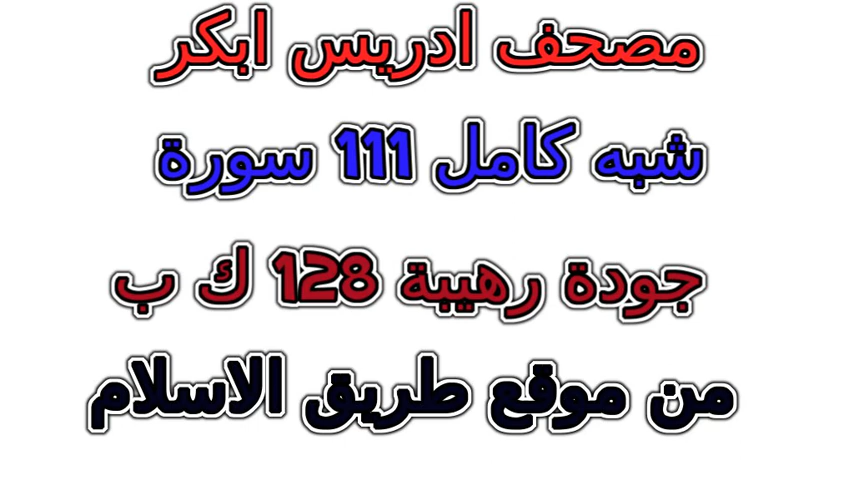 مصحف ادريس ابكر
شبه كامل 111 سورة
جودة رهيبة 128 ك ب
من موقع طريق الاسلام